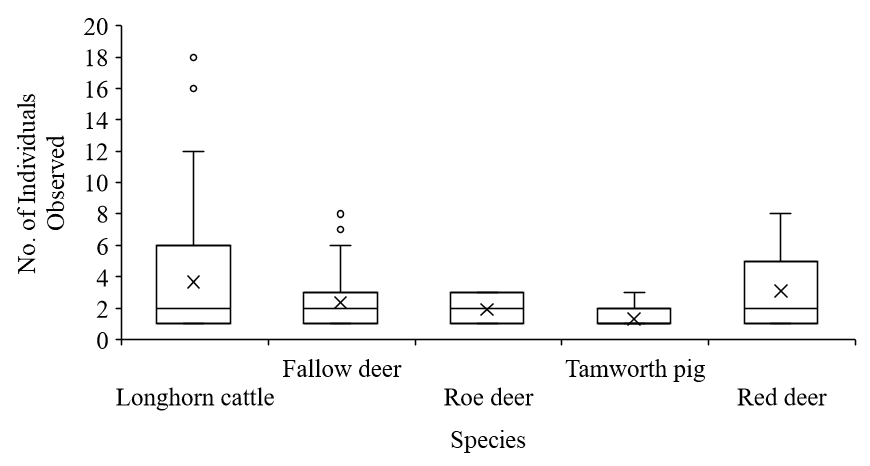 No. of Individuals
Observed
20
18
16
14
12
10
8
6
4
2
0
Fallow deer
Tamworth pig
Longhorn cattle
Roe deer
Red deer
Species